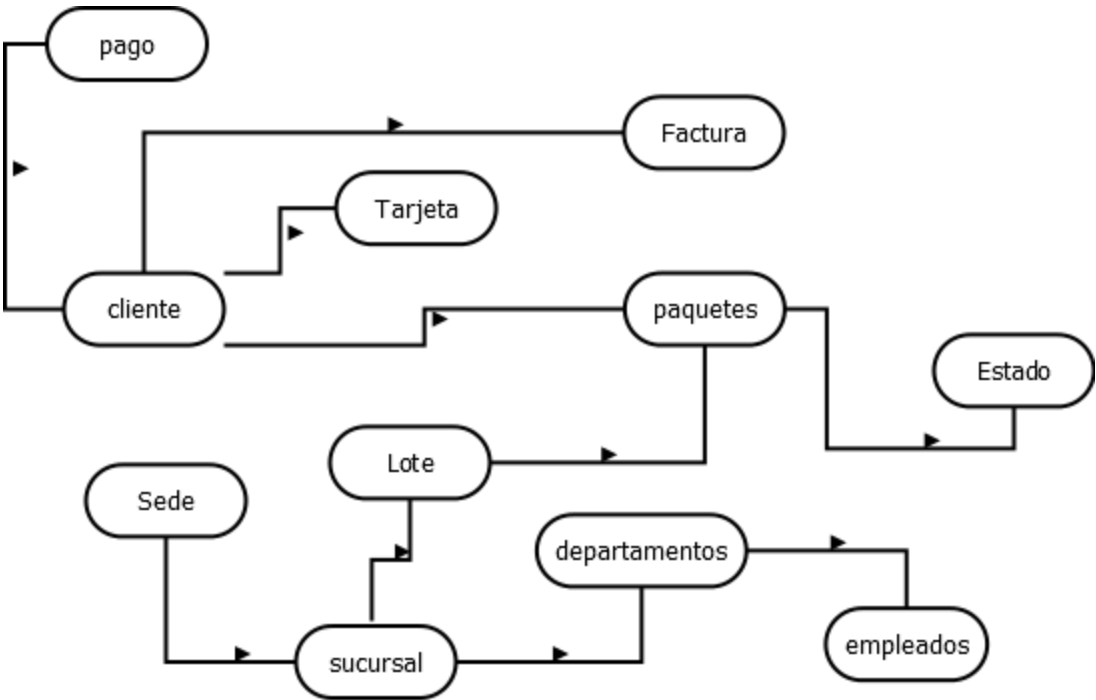 pago
Factura
Tarjeta
cliente
paquetes
Estado
Lote
Sede
departamentos
empleados
sucursal